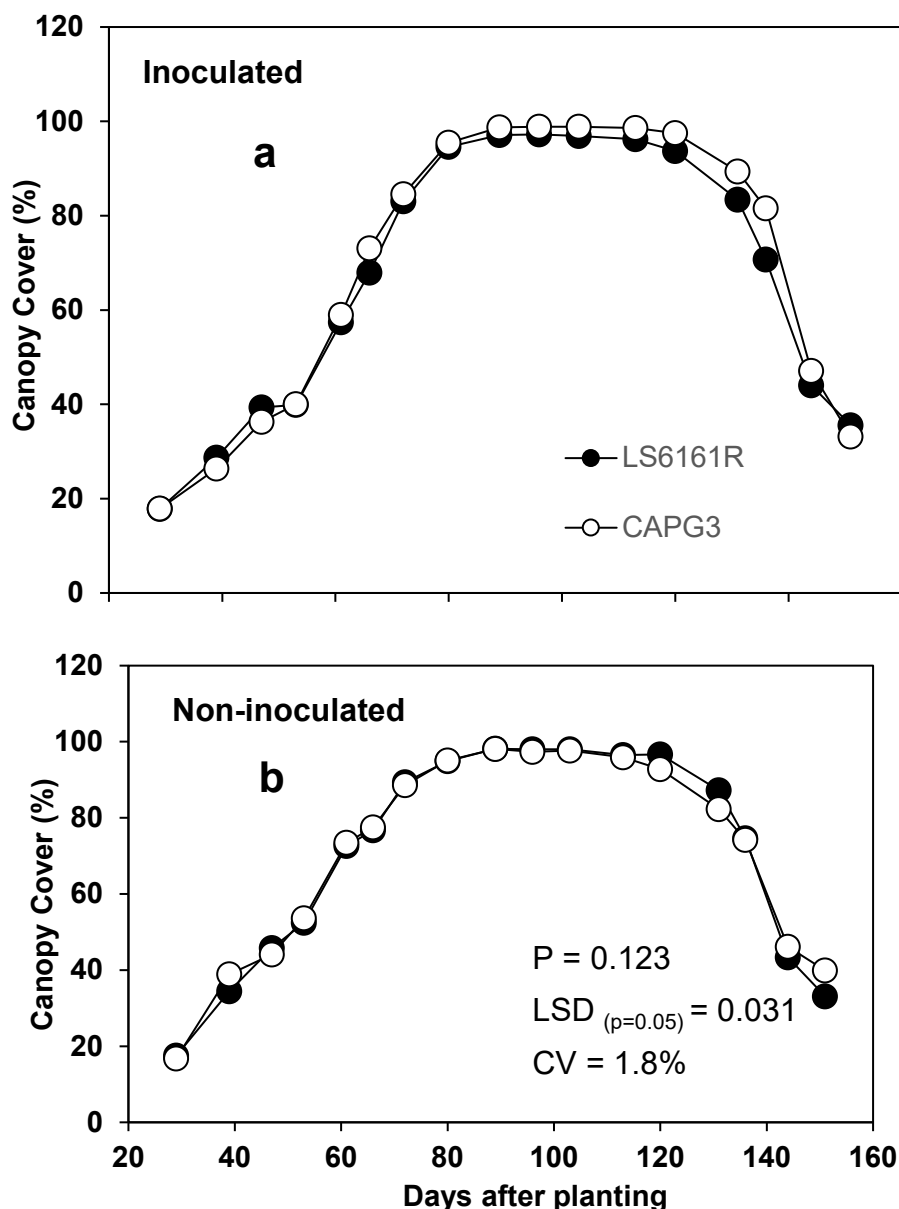 120
Inoculated
100
a
80
60
40
20
0
Canopy Cover (%)
LS6161R
CAPG3
120
Non-inoculated
100
b
80
60
40
20
0
Canopy Cover (%)
P = 0.123
LSD (p=0.05) = 0.031
CV = 1.8%
20 40 60 80 100 120 140 160
Days after planting